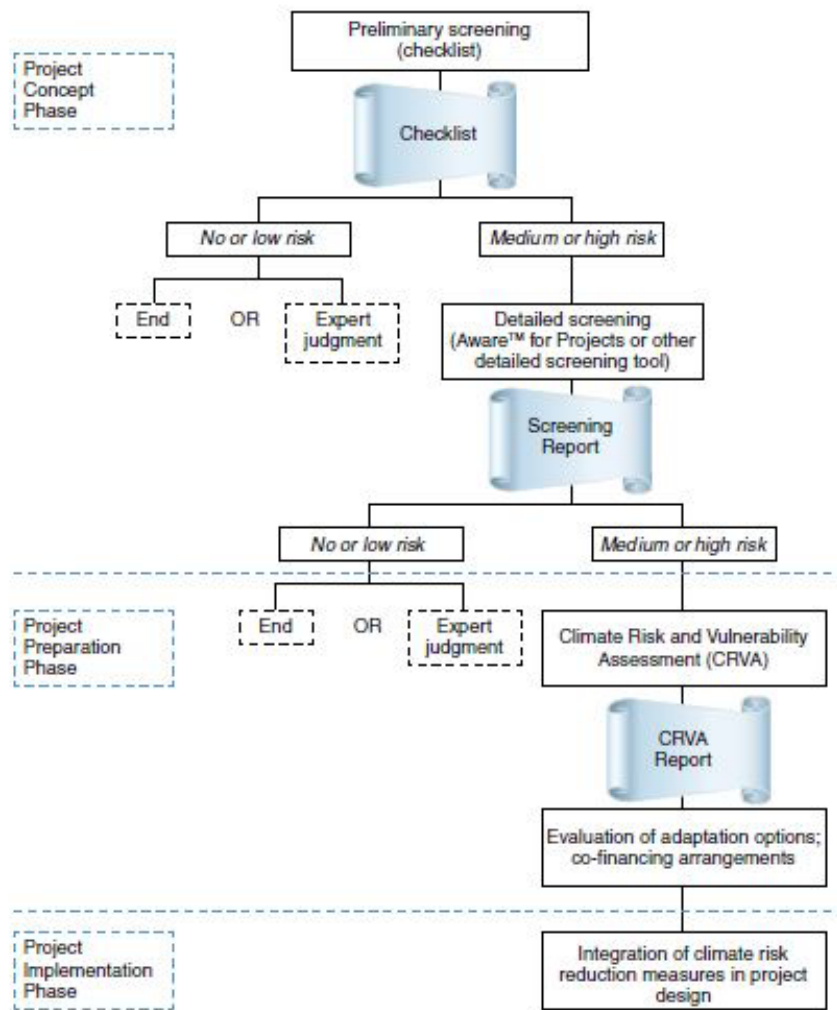 Preliminary screening
(checklist)
Project
Concept
Phase
Checklist
No or low risk
Medium or high risk
End
OR
Expert
judgment
Detailed screening
(Aware™ for Projects or other
detailed screening tool)
Screening
Report
No or low risk
Medium or high risk
Project
Preparation
Phase
End
OR
Expert
judgment
Climate Risk and Vulnerability
Assessment (CRVA)
CRVA
Report
Evaluation of adaptation options;
co-financing arrangements
Project
Implementation
Phase
Integration of climate risk
reduction measures in project
design